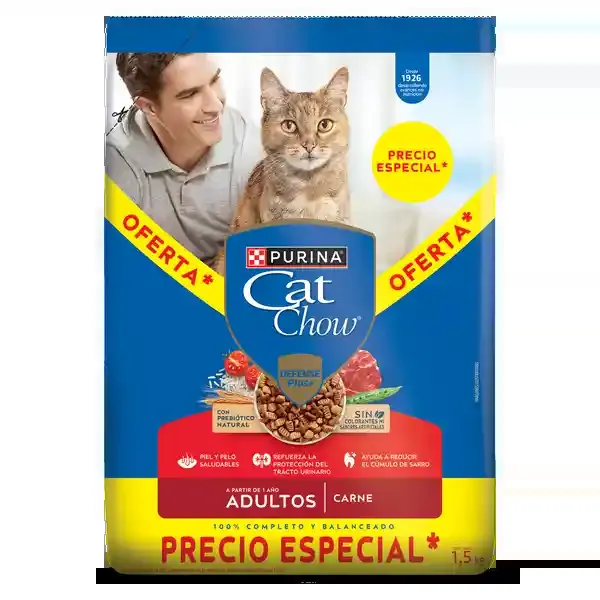 Desde
1926
PRECIO
ESPECIAL*
OFERTA*
OFERTA*
PURINA
Cat
Chow
DEFENSE
Plus+
CON
PREBIÓTICO
NATURAL
SIN
COLORANTES NI
SABORES ARTIFICIALES
PIEL Y PELO
SALUDABLES
REFUERZA LA
PROTECCIÓN DEL
TRACTO URINARIO
AYUDA A REDUCIR
EL CÚMULO DE SARRO
A PARTIR DE 1 AÑO
ADULTOS
CARNE
100% COMPLETO Y BALANCEADO
PRECIO ESPECIAL*
1,5 kg